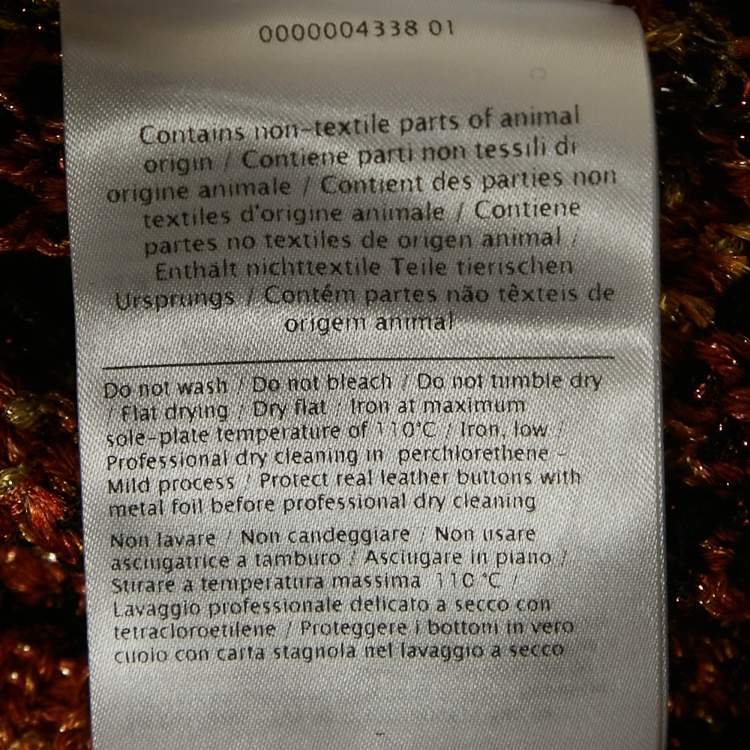 0000004338 01
Contains non-textile parts of animal
origin / Contiene parti non tessili di
origine animale / Contient des parties non
textiles d'origine animale / Contiene
partes no textiles de origen animal /
Enthält nichttextile Teile tierischen
Ursprungs / Contém partes não têxteis de
origem animal
Do not wash / Do not bleach / Do not tumble dry
/ Flat drying / Dry flat / Iron at maximum
sole-plate temperature of 110°C / Iron, low /
Professional dry cleaning in perchlorethene -
Mild process / Protect real leather buttons with
metal foil before professional dry cleaning
Non lavare / Non candeggiare / Non usare
asciugatrice a tamburo / Asciugare in piano /
Stirare a temperatura massima 110 °C /
Lavaggio professionale delicato a secco con
tetracloroetilene / Proteggere i bottoni in vero
cuoio con carta stagnola nel lavaggio a secco